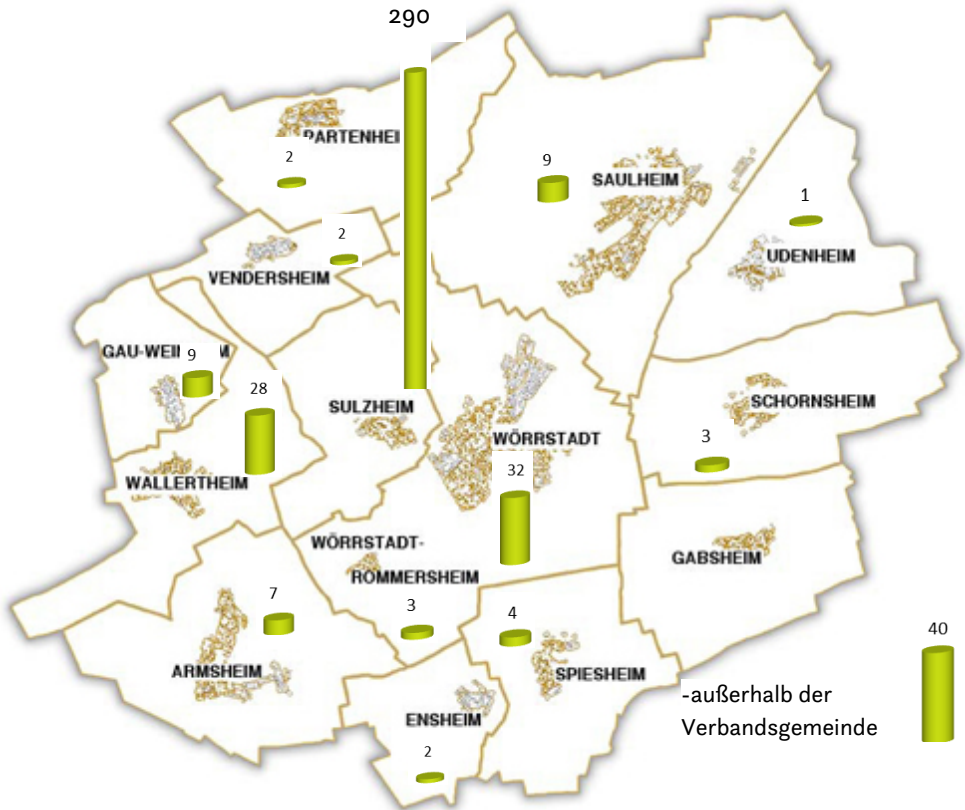 290
PARTENHEI
2
9
SAULHEIM
1
UDENHEIM
2
VENDERSHEIM
GAU-WEI M
9
28
SULZHEIM
SCHORNSHEIM
WÖRRSTADT
3
32
WALLERTHEIM
WÖRRSTADT-
RÖMMERSHEIM
GABSHEIM
7
3
4
ARMSHEIM
SPIESHEIM
40
-außerhalb der
Verbandsgemeinde
ENSHEIM
2